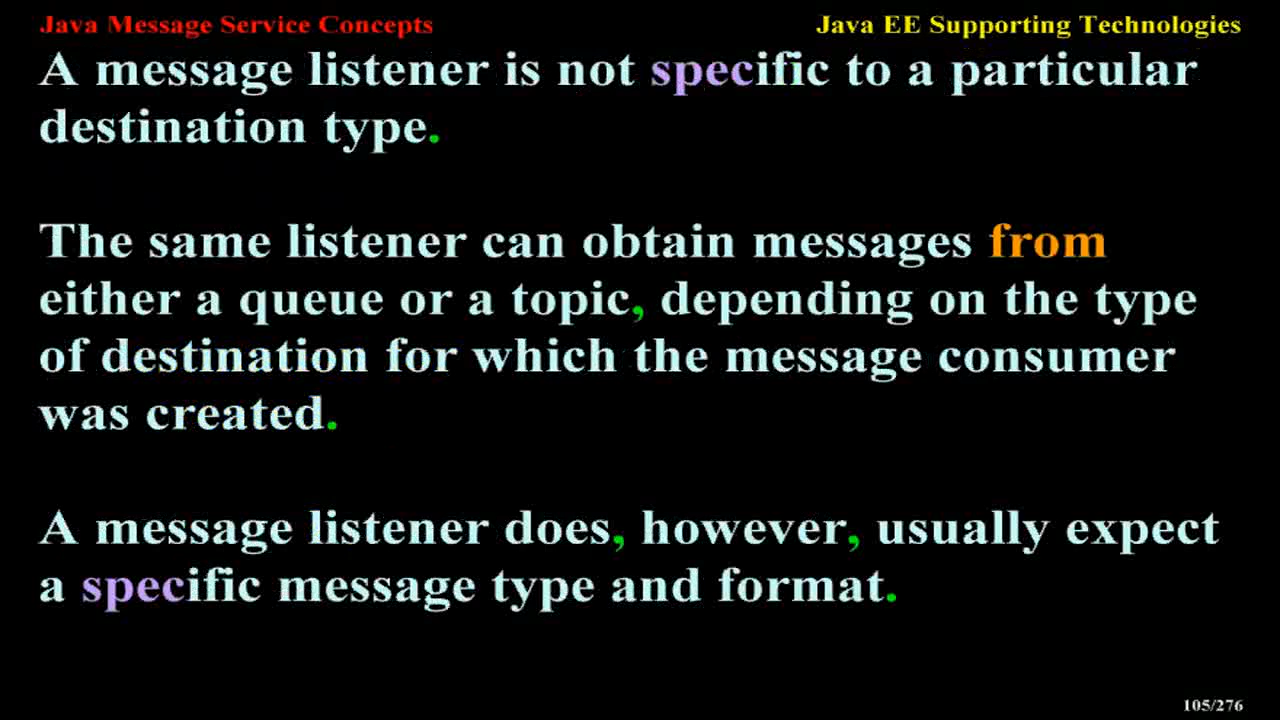 Java Message Service Concepts
Java EE Supporting Technologies
A message listener is not specific to a particular
destination type.
The same listener can obtain messages from
either a queue or a topic, depending on the type
of destination for which the message consumer
was created.
A message listener does, however, usually expect
a specific message type and format.
105/276